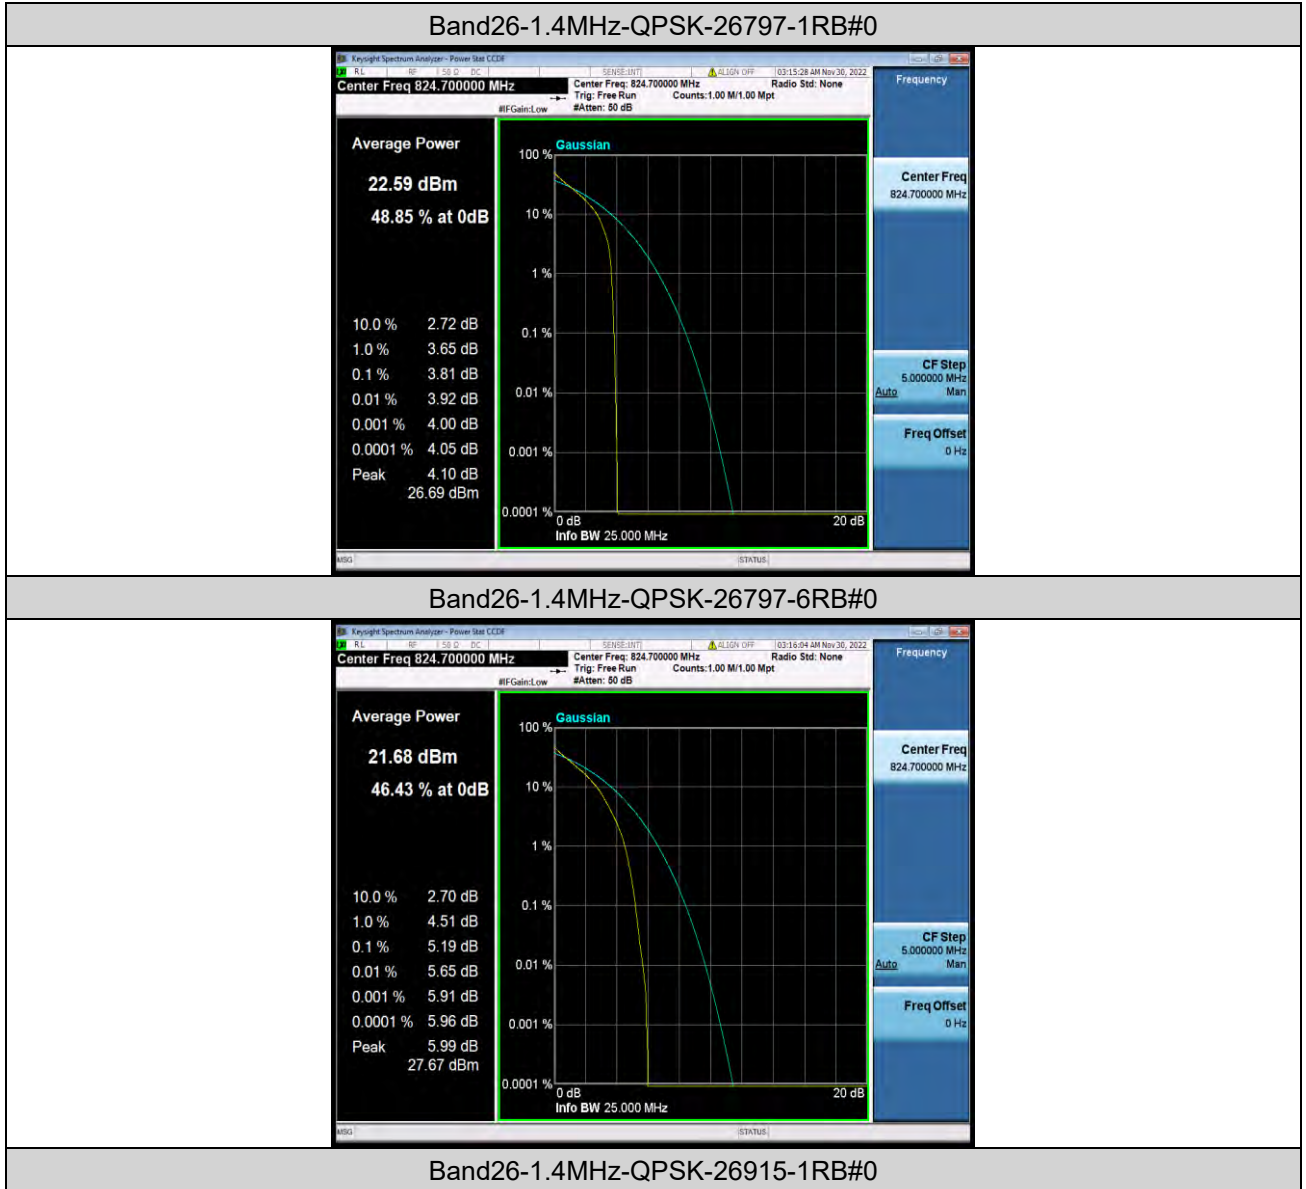 Band26-1.4MHz-QPSK-26797-1RB#0
Keysight Spectrum Analyzer - Power Stat CCDF
RL RF 50 Ω DC SENSE:INT ALIGN OFF 03:15:28 AM Nov 30, 2022
Center Freq 824.700000 MHz
Center Freq: 824.700000 MHz Radio Std: None
Trig: Free Run Counts:1.00 M/1.00 Mpt
#IFGain:Low #Atten: 50 dB
Frequency
Average Power
22.59 dBm
48.85 % at 0dB
10.0 % 2.72 dB
1.0 % 3.65 dB
0.1 % 3.81 dB
0.01 % 3.92 dB
0.001 % 4.00 dB
0.0001 % 4.05 dB
Peak 4.10 dB
26.69 dBm
Gaussian
100 %
10 %
1 %
0.1 %
0.01 %
0.001 %
0.0001 %
0 dB 20 dB
Info BW 25.000 MHz
Center Freq
824.700000 MHz
CF Step
5.000000 MHz
Auto Man
Freq Offset
0 Hz
MSG STATUS
Band26-1.4MHz-QPSK-26797-6RB#0
Keysight Spectrum Analyzer - Power Stat CCDF
RL RF 50 Ω DC SENSE:INT ALIGN OFF 03:16:04 AM Nov 30, 2022
Center Freq 824.700000 MHz
Center Freq: 824.700000 MHz Radio Std: None
Trig: Free Run Counts:1.00 M/1.00 Mpt
#IFGain:Low #Atten: 50 dB
Frequency
Average Power
21.68 dBm
46.43 % at 0dB
10.0 % 2.70 dB
1.0 % 4.51 dB
0.1 % 5.19 dB
0.01 % 5.65 dB
0.001 % 5.91 dB
0.0001 % 5.96 dB
Peak 5.99 dB
27.67 dBm
Gaussian
100 %
10 %
1 %
0.1 %
0.01 %
0.001 %
0.0001 %
0 dB 20 dB
Info BW 25.000 MHz
Center Freq
824.700000 MHz
CF Step
5.000000 MHz
Auto Man
Freq Offset
0 Hz
MSG STATUS
Band26-1.4MHz-QPSK-26915-1RB#0